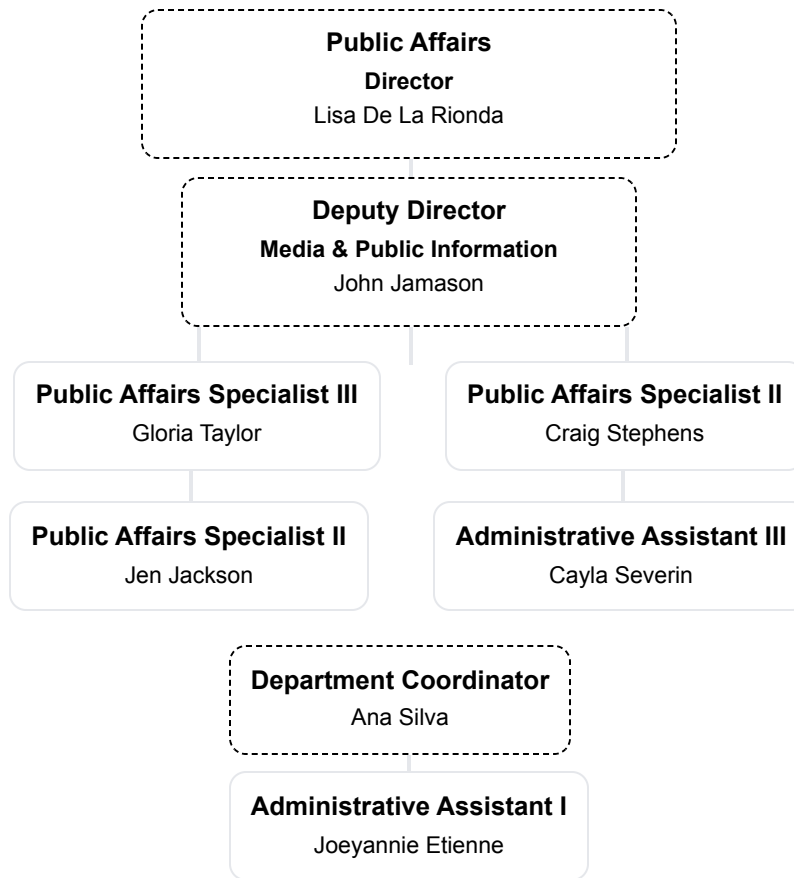 Public Affairs
Director
Lisa De La Rionda
Deputy Director
Media & Public Information
John Jamason
Public Affairs Specialist III
Gloria Taylor
Public Affairs Specialist II
Craig Stephens
Public Affairs Specialist II
Jen Jackson
Administrative Assistant III
Cayla Severin
Department Coordinator
Ana Silva
Administrative Assistant I
Joeyannie Etienne